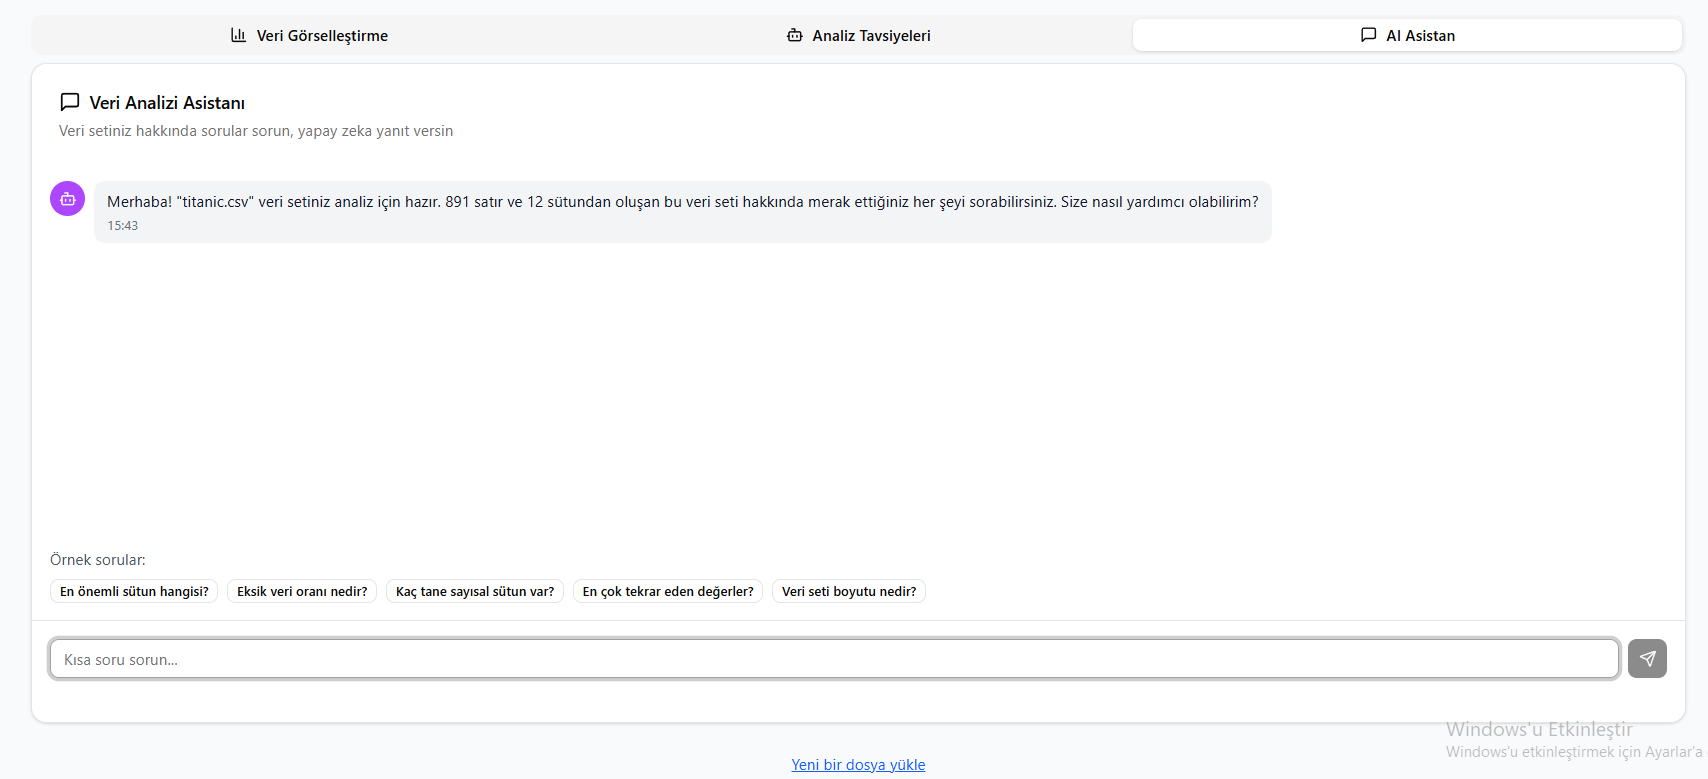 Veri Görselleştirme
Analiz Tavsiyeleri
AI Asistan
Veri Analizi Asistanı
Veri setiniz hakkında sorular sorun, yapay zeka yanıt versin
Merhaba! "titanic.csv" veri setiniz analiz için hazır. 891 satır ve 12 sütundan oluşan bu veri seti hakkında merak ettiğiniz her şeyi sorabilirsiniz. Size nasıl yardımcı olabilirim?
15:43
Örnek sorular:
En önemli sütun hangisi?
Eksik veri oranı nedir?
Kaç tane sayısal sütun var?
En çok tekrar eden değerler?
Veri seti boyutu nedir?
Kısa soru sorun...
Windows'u Etkinleştir
Windows'u etkinleştirmek için Ayarlar'a
Yeni bir dosya yükle